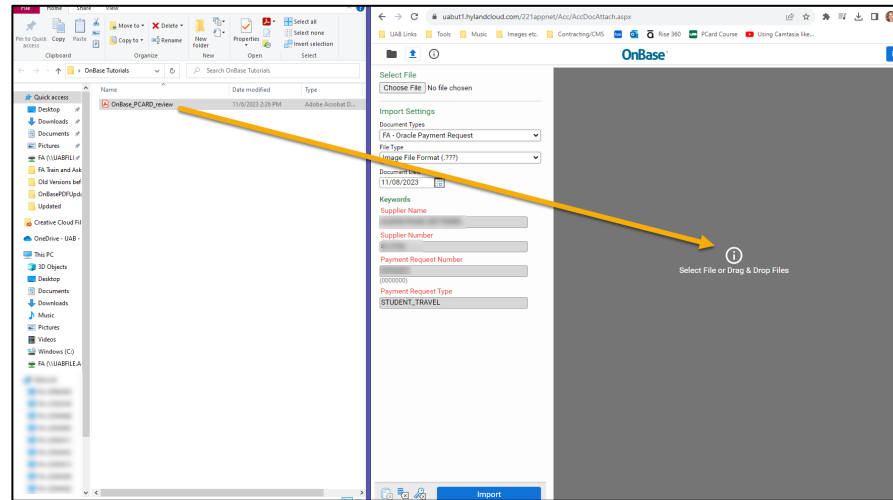 File Home Share View
Pin to Quick access
Copy
Paste
Clipboard
Move to
Copy to
Delete
Rename
Organize
New folder
New
Properties
Open
Select all
Select none
Invert selection
Select
OnBase Tutorials
Search OnBase Tutorials
Name Date modified Type
OnBase_PCARD_review 11/6/2023 2:26 PM Adobe Acrobat D...
Quick access
Desktop
Downloads
Documents
Pictures
FA (\\UABFILI
FA Train and Ask
Old Versions bef
OnBasePDFUpd
Updated
Creative Cloud Fil
OneDrive - UAB -
This PC
3D Objects
Desktop
Documents
Downloads
Music
Pictures
Videos
Windows (C:)
FA (\\UABFILE.A
uabut1.hylandcloud.com/221appnet/Acc/AccDocAttach.aspx
UAB Links Tools Music Images etc. Contracting/CMS Rise 360 PCard Course Using Camtasia like...
OnBase
Select File
Choose File No file chosen
Import Settings
Document Types
FA - Oracle Payment Request
File Type
Image File Format (.???)
Document Date
11/08/2023
Keywords
Supplier Name
Supplier Number
Payment Request Number
(0000000)
Payment Request Type
STUDENT_TRAVEL
Select File or Drag & Drop Files
Import